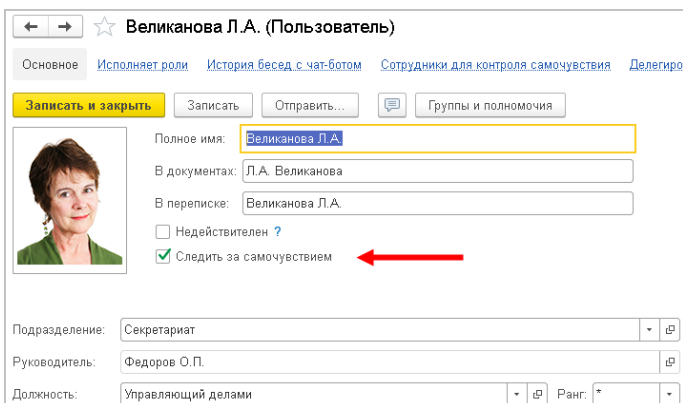 Великанова Л.А. (Пользователь)
Основное Исполняет роли История бесед с чат-ботом Сотрудники для контроля самочувствия Делегиро
Записать и закрыть Записать Отправить... Группы и полномочия
Полное имя: Великанова Л.А.
В документах: Л.А. Великанова
В переписке: Великанова Л.А.
Недействителен ?
Следить за самочувствием
Подразделение: Секретариат
Руководитель: Федоров О.П.
Должность: Управляющий делами Ранг: *